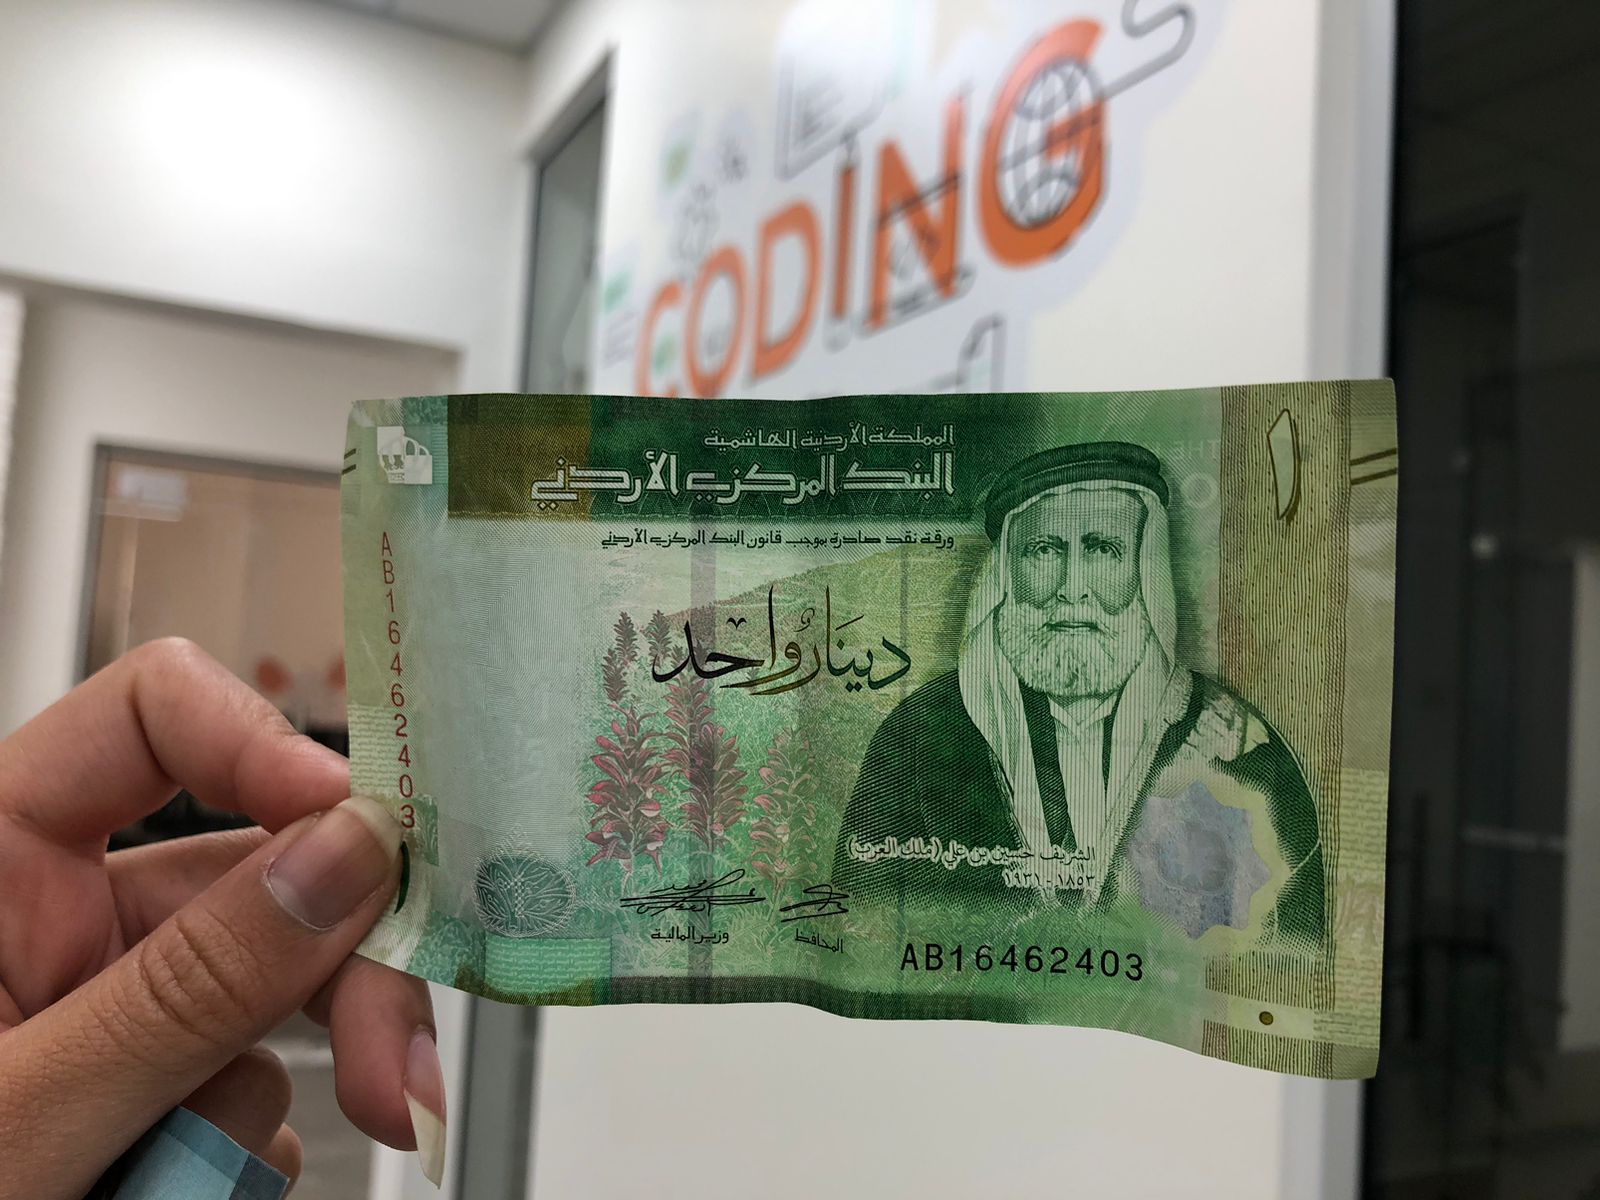 CODING
المملكة الأردنية الهاشمية
البنك المركزي الأردني
ورقة نقد صادرة بموجب قانون البنك المركزي الأردني
١
دينار واحد
AB16462403
الشريف حسين بن علي (ملك العرب)
١٨٥٣ - ١٩٣١
المحافظ
وزير المالية
AB16462403